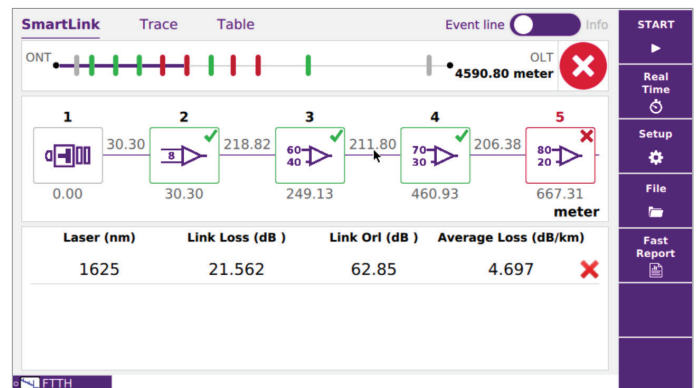 SmartLink Trace Table Event line Info
ONT OLT
4590.80 meter
1 2 3 4 5
30.30 218.82 211.80 206.38
8 60 40 70 30 80 20
0.00 30.30 249.13 460.93 667.31
meter
Laser (nm) Link Loss (dB ) Link Orl (dB ) Average Loss (dB/km)
1625 21.562 62.85 4.697
FTTH
START
Real
Time
Setup
File
Fast
Report